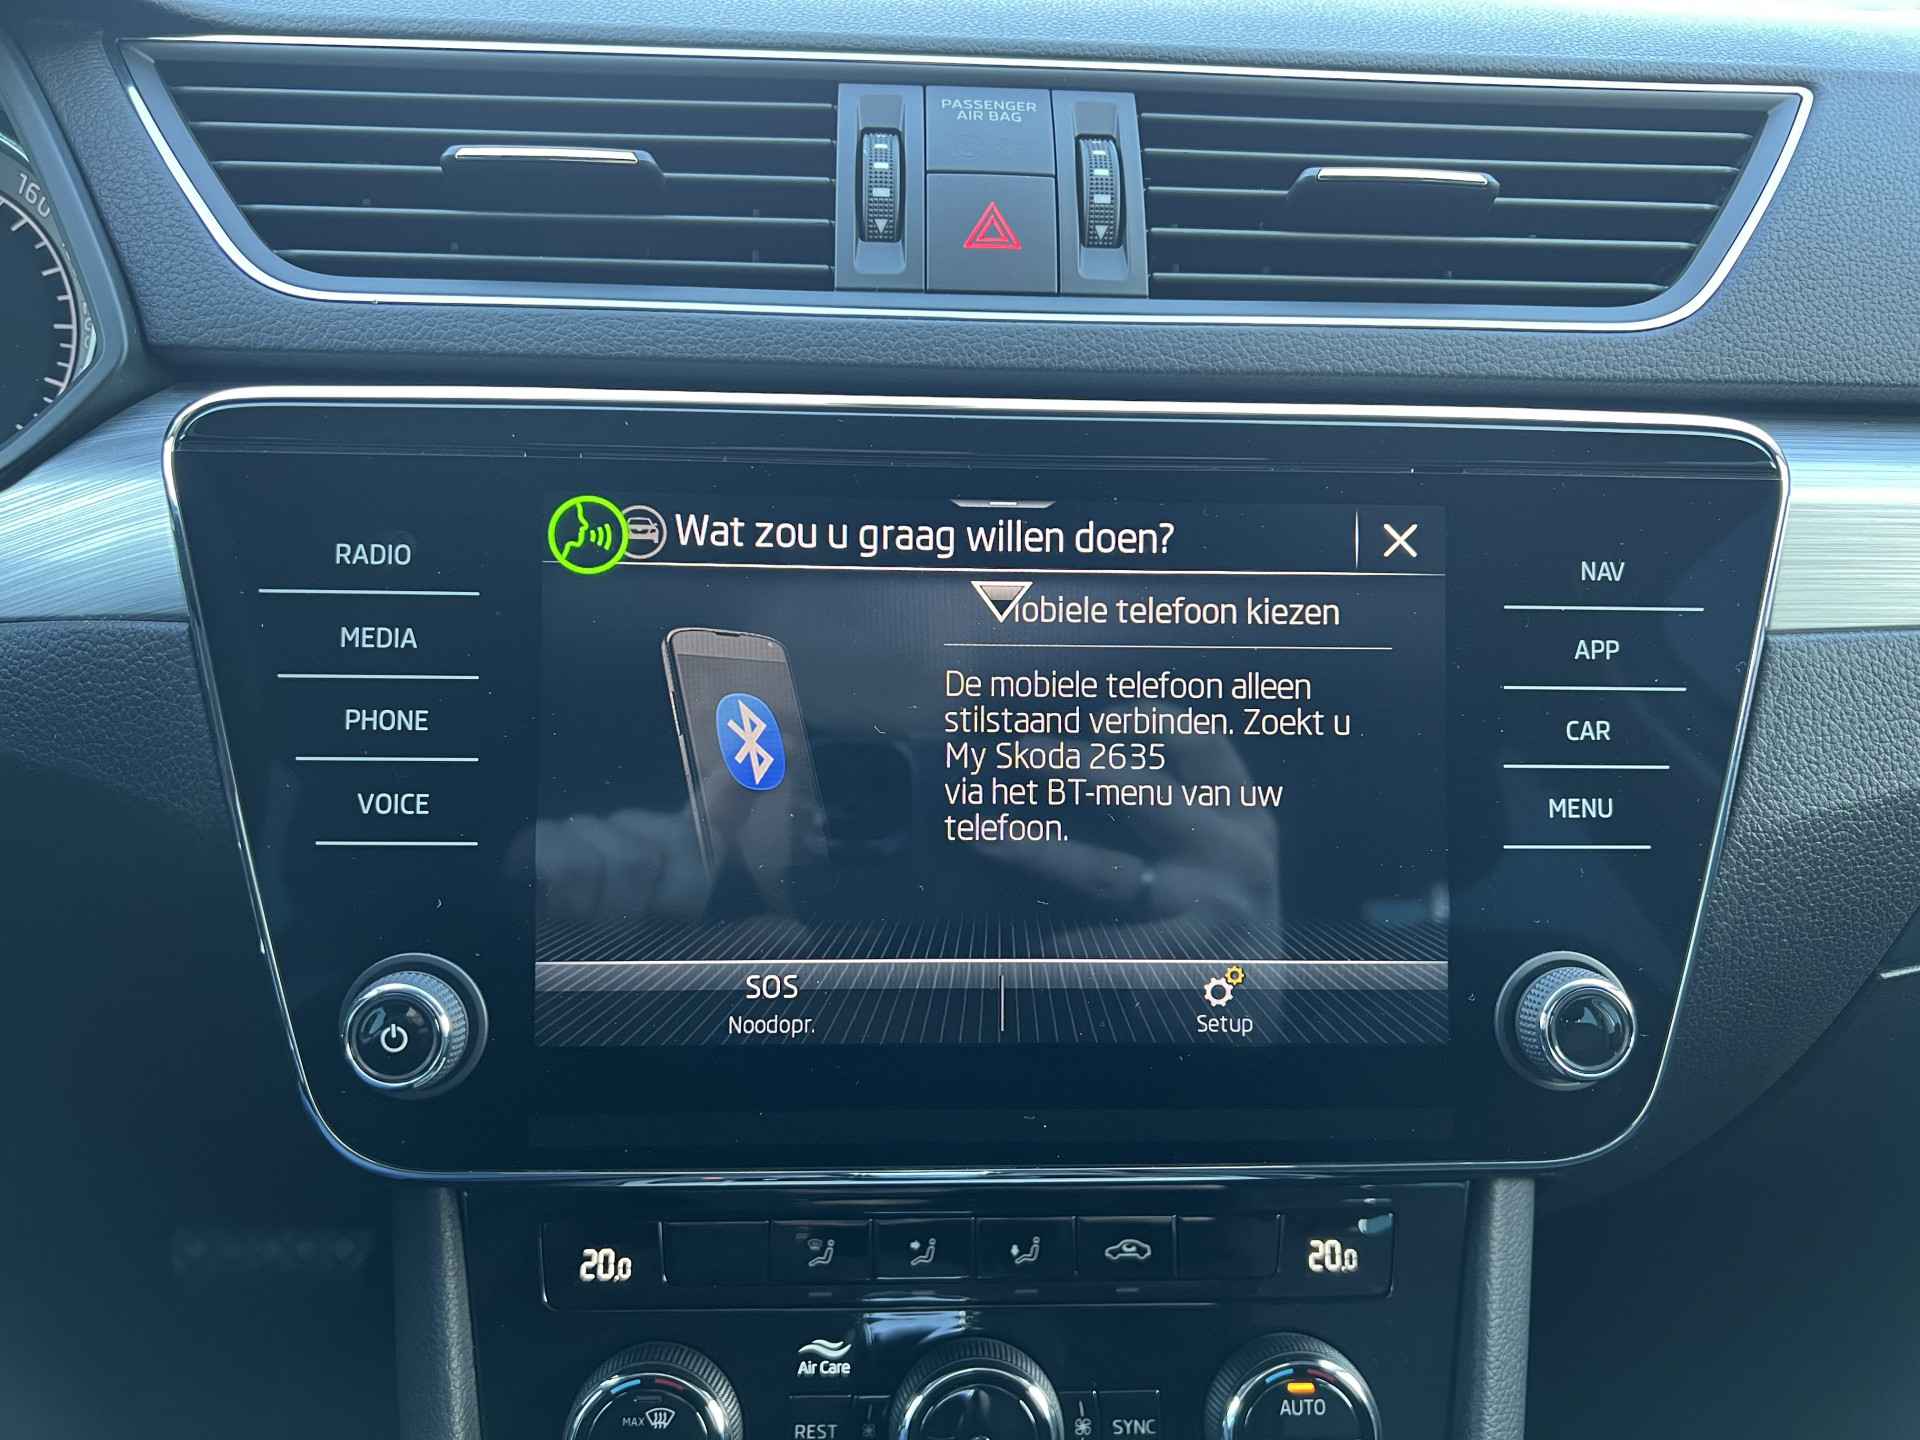 PASSENGER
AIR BAG
160
Wat zou u graag willen doen?
RADIO
MEDIA
PHONE
VOICE
obiele telefoon kiezen
De mobiele telefoon alleen
stilstaand verbinden. Zoekt u
My Skoda 2635
via het BT-menu van uw
telefoon.
SOS
Noodopr.
Setup
NAV
APP
CAR
MENU
20,0
20,0
Air Care
MAX
REST
SYNC
AUTO